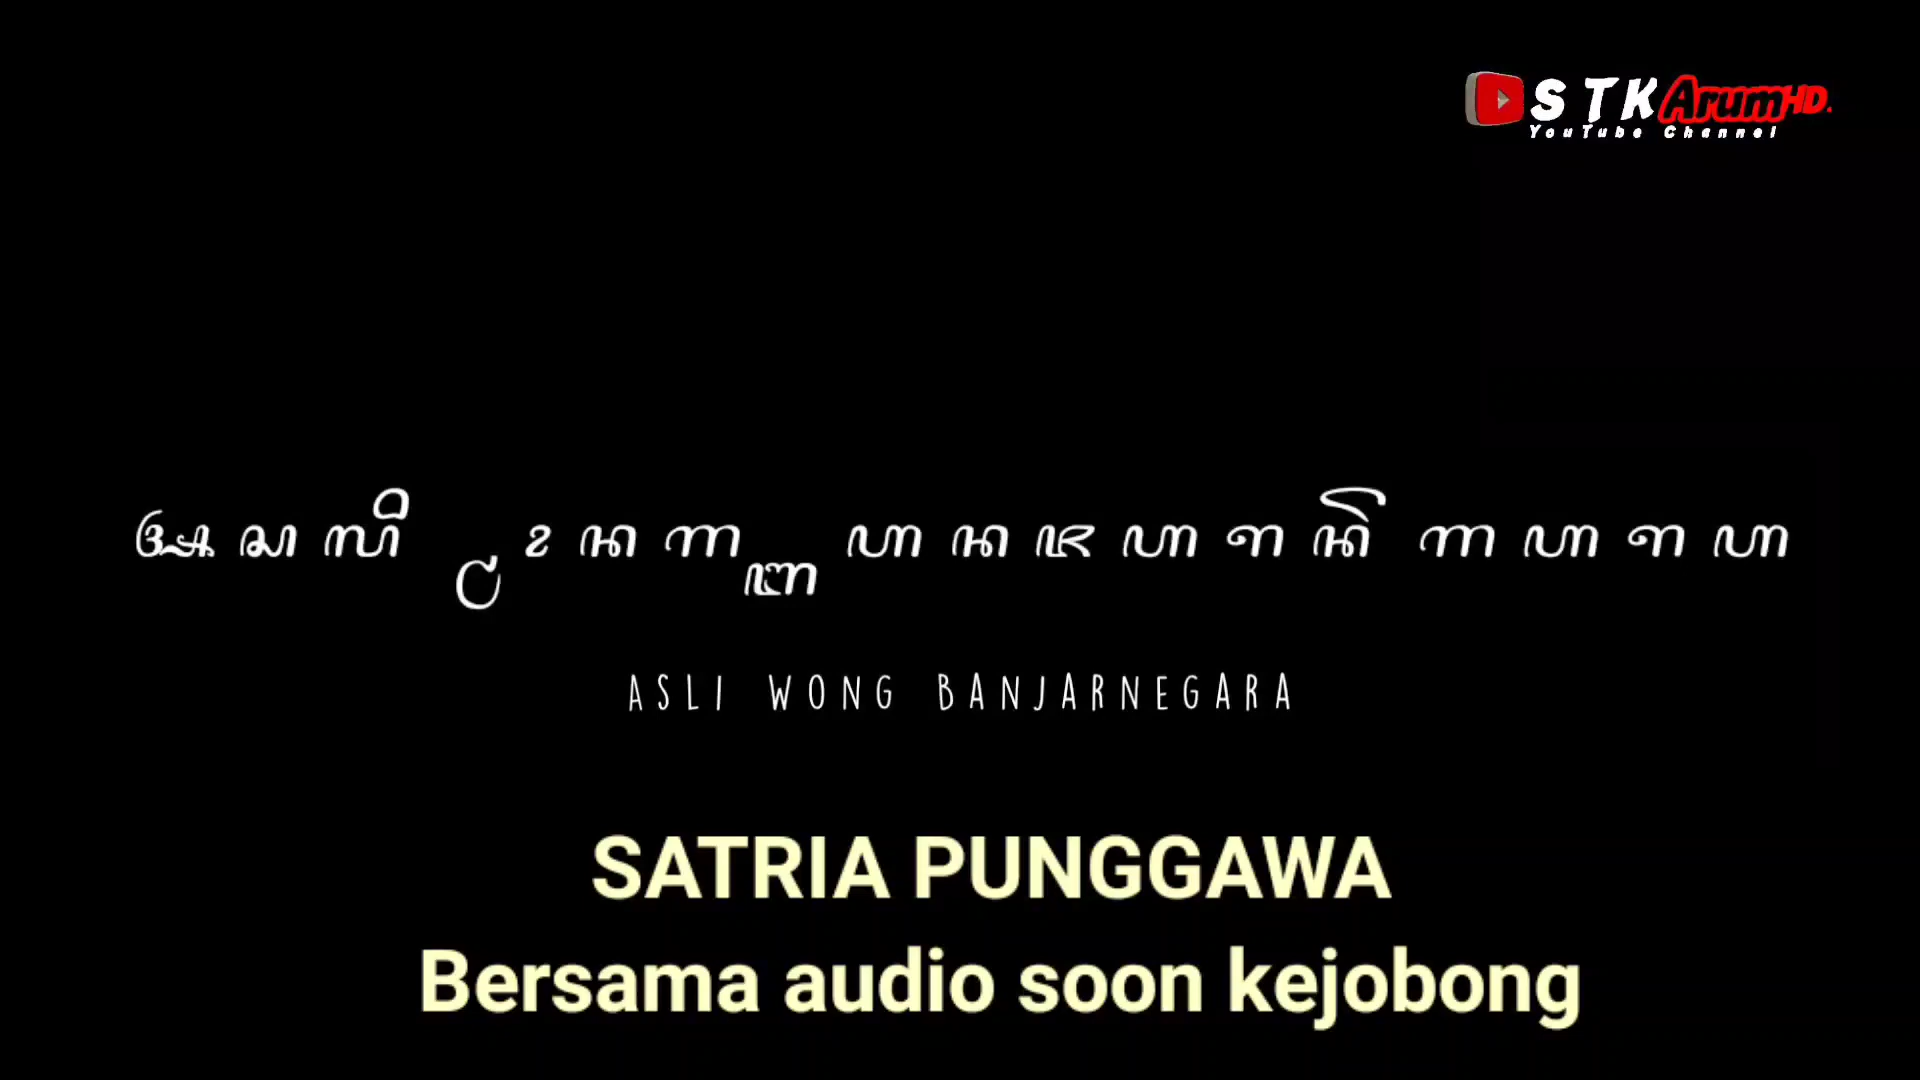 STK Arum HD.
YouTube Channel
ASLI WONG BANJARNEGARA
SATRIA PUNGGAWA
Bersama audio soon kejobong